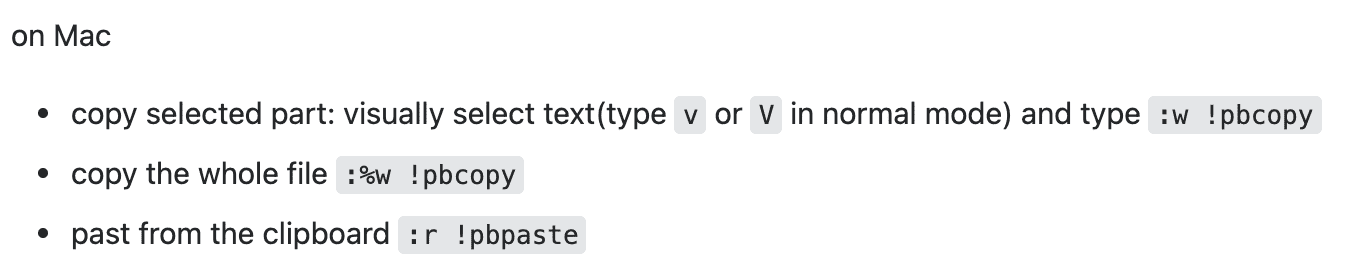 on Mac
• copy selected part: visually select text(type v or V in normal mode) and type :w !pbcopy
• copy the whole file :%w !pbcopy
• past from the clipboard :r !pbpaste